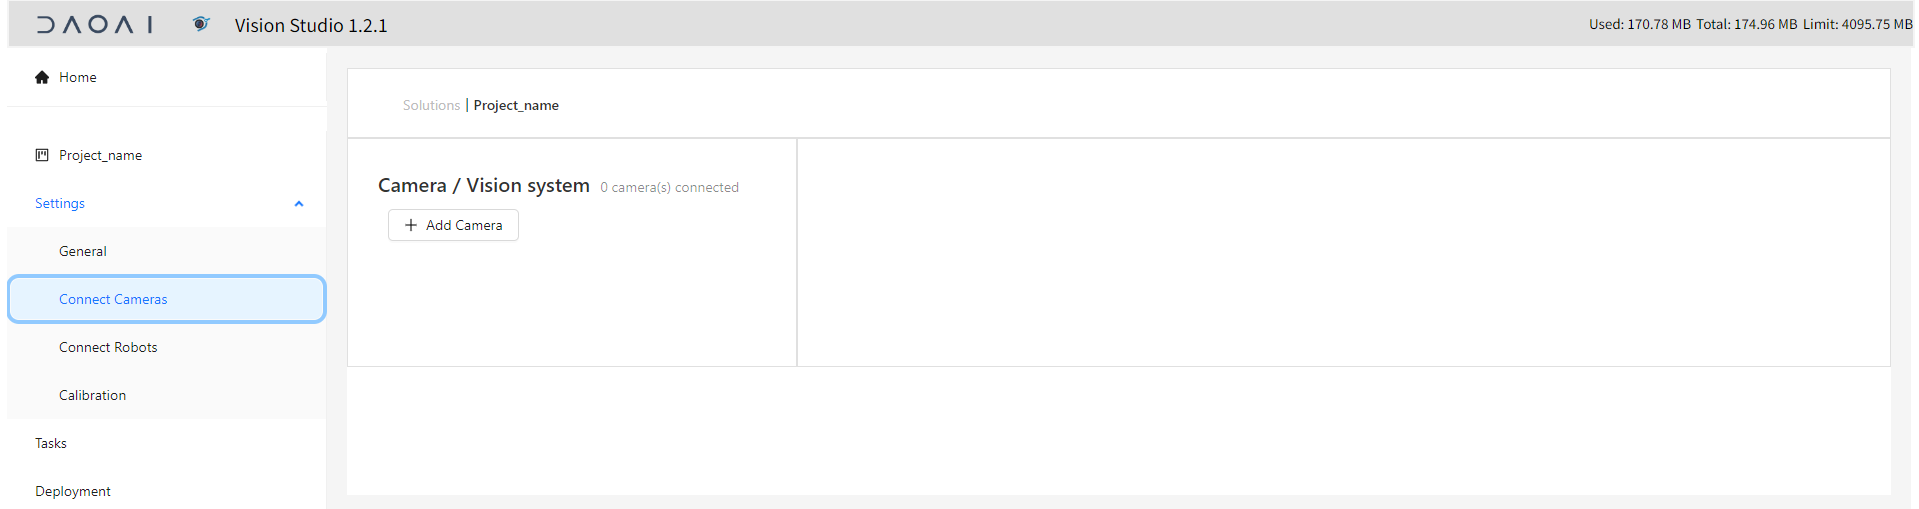 DAOAI Vision Studio 1.2.1 Used: 170.78 MB Total: 174.96 MB Limit: 4095.75 MB
Home
Solutions | Project_name
Project_name
Settings
General
Connect Cameras
Connect Robots
Calibration
Tasks
Deployment
Camera / Vision system 0 camera(s) connected
+ Add Camera